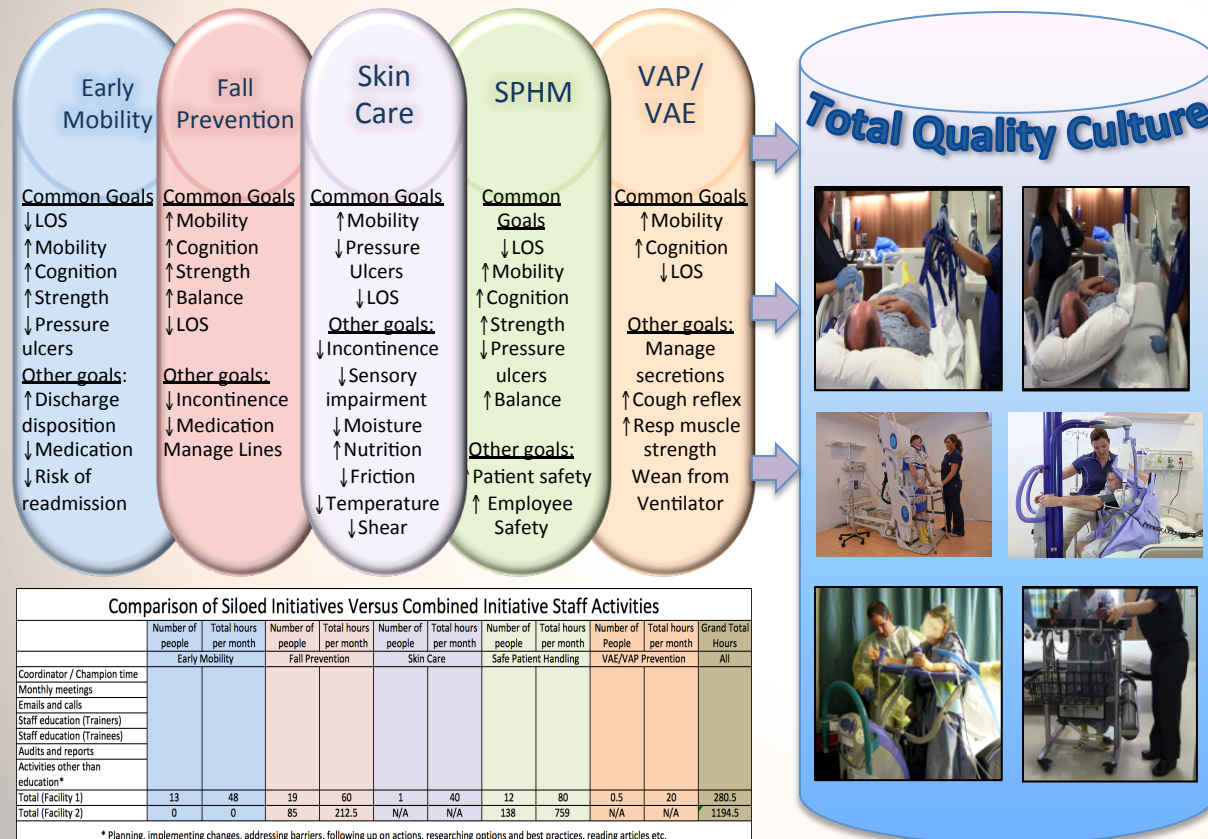 Early
Mobility
Common Goals
↓LOS
↑Mobility
↑Cognition
↑Strength
↓Pressure
ulcers
Other goals:
↑Discharge
disposition
↓Medication
↓Risk of
readmission
Fall
Prevention
Common Goals
↑Mobility
↑Cognition
↑Strength
↑Balance
↓LOS
Other goals:
↓Incontinence
↓Medication
Manage Lines
Skin
Care
Common Goals
↑Mobility
↓Pressure
Ulcers
↓LOS
Other goals:
↓Incontinence
↓Sensory
impairment
↓Moisture
↑Nutrition
↓Friction
↓Temperature
↓Shear
SPHM
Common
Goals
↓LOS
↑Mobility
↑Cognition
↑Strength
↓Pressure
ulcers
↑Balance
Other goals:
↑Patient safety
↑ Employee
Safety
VAP/
VAE
Common Goals
↑Mobility
↑Cognition
↓LOS
Other goals:
Manage
secretions
↑Cough reflex
↑Resp muscle
strength
Wean from
Ventilator
Total Quality Culture
Comparison of Siloed Initiatives Versus Combined Initiative Staff Activities
Number of people Total hours per month Number of people Total hours per month Number of people Total hours per month Number of people Total hours per month Number of People Total hours per month Grand Total Hours
Early Mobility Fall Prevention Skin Care Safe Patient Handling VAE/VAP Prevention All
Coordinator / Champion time
Monthly meetings
Emails and calls
Staff education (Trainers)
Staff education (Trainees)
Audits and reports
Activities other than
education*
Total (Facility 1) 13 48 19 60 1 40 12 80 0.5 20 280.5
Total (Facility 2) 0 0 85 212.5 N/A N/A 138 759 N/A N/A 1194.5
* Planning, implementing changes, addressing barriers, following up on actions, researching options and best practices, reading articles etc.